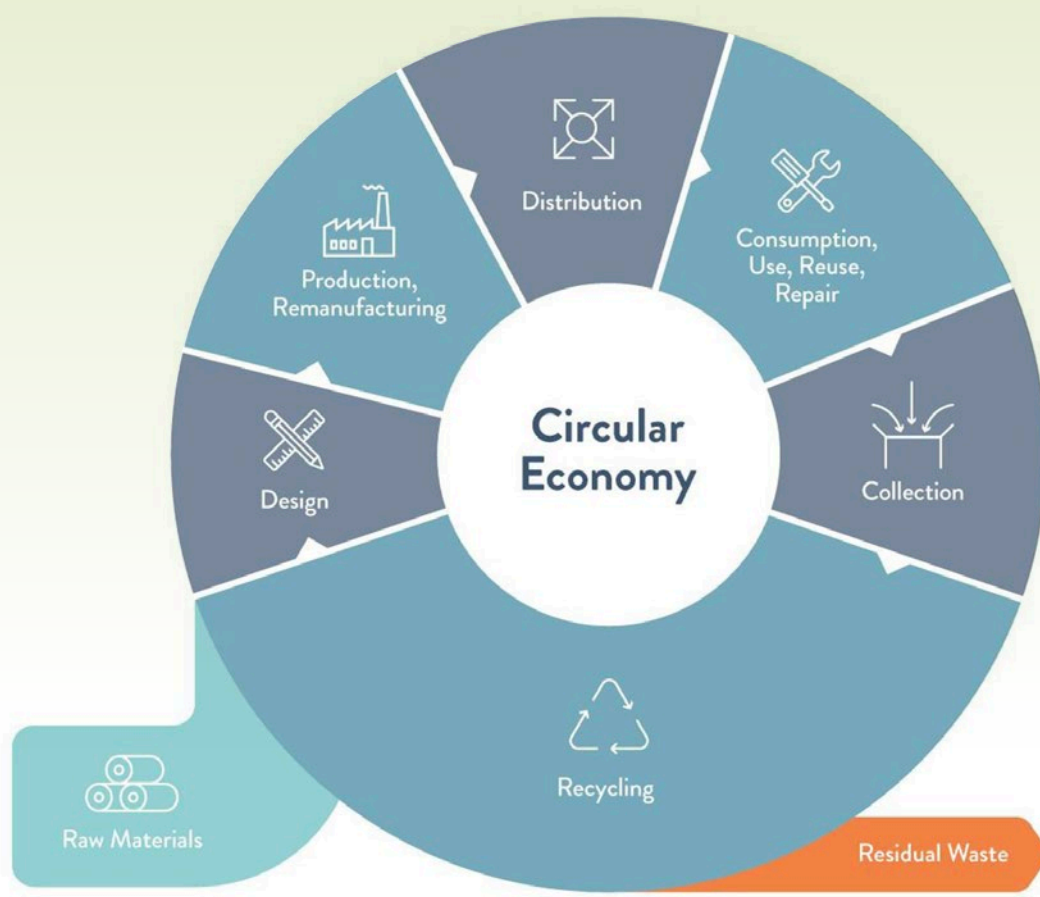 Distribution
Consumption,
Use, Reuse,
Repair
Production,
Remanufacturing
Circular
Economy
Collection
Design
Recycling
Raw Materials
Residual Waste